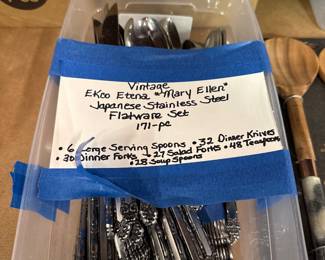 Vintage
Ekco Etena "Mary Ellen"
Japanese Stainless Steel
Flatware Set
171-pc
• 6 Large Serving Spoons • 32 Dinner Knives
• 30 Dinner Forks • 27 Salad Forks • 48 Teaspoons
• 28 Soup Spoons